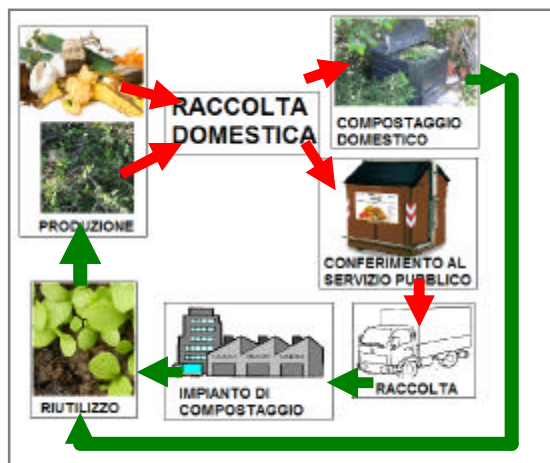 PRODUZIONE
RACCOLTA
DOMESTICA
COMPOSTAGGIO
DOMESTICO
CONFERIMENTO AL
SERVIZIO PUBBLICO
RACCOLTA
IMPIANTO DI
COMPOSTAGGIO
RIUTILIZZO